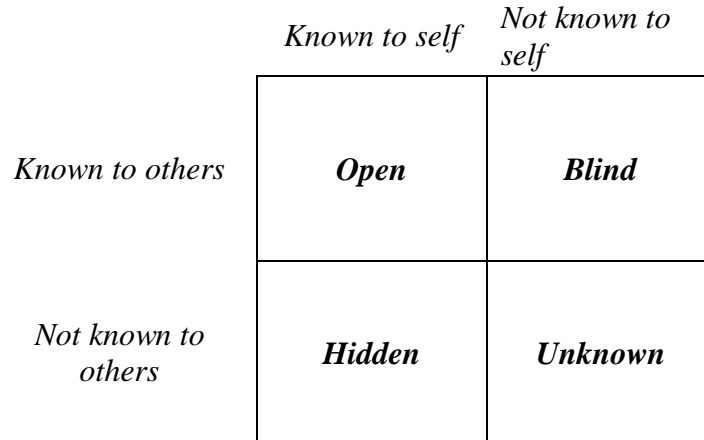 Known to self
Not known to
self
Known to others
Open
Blind
Not known to
others
Hidden
Unknown